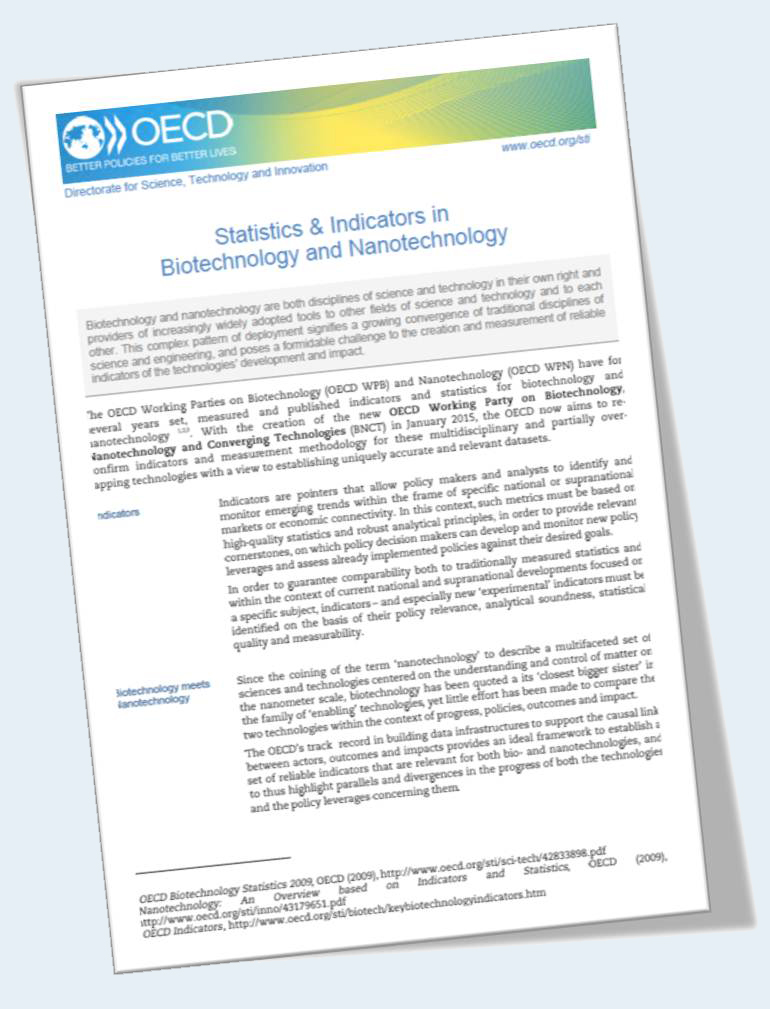 OECD
BETTER POLICIES FOR BETTER LIVES
www.oecd.org/sti
Directorate for Science, Technology and Innovation
Statistics & Indicators in
Biotechnology and Nanotechnology
Biotechnology and nanotechnology are both disciplines of science and technology in their own right and
providers of increasingly widely adopted tools to other fields of science and technology and to each
other. This complex pattern of deployment signifies a growing convergence of traditional disciplines of
science and engineering, and poses a formidable challenge to the creation and measurement of reliable
indicators of the technologies' development and impact.
he OECD Working Parties on Biotechnology (OECD WPB) and Nanotechnology (OECD WPN) have for
everal years set, measured and published indicators and statistics for biotechnology and
anotechnology. With the creation of the new OECD Working Party on Biotechnology,
Nanotechnology and Converging Technologies (BNCT) in January 2015, the OECD now aims to re-
onfirm indicators and measurement methodology for these multidisciplinary and partially over-
apping technologies with a view to establishing uniquely accurate and relevant datasets.
ndicators
Indicators are pointers that allow policy makers and analysts to identify and
monitor emerging trends within the frame of specific national or supranational
markets or economic connectivity. In this context, such metrics must be based on
high-quality statistics and robust analytical principles, in order to provide relevant
cornerstones, on which policy decision makers can develop and monitor new policy
leverages and assess already implemented policies against their desired goals.
In order to guarantee comparability both to traditionally measured statistics and
within the context of current national and supranational developments focused on
a specific subject, indicators – and especially new 'experimental' indicators must be
identified on the basis of their policy relevance, analytical soundness, statistical
quality and measurability.
Biotechnology meets
Nanotechnology
Since the coining of the term 'nanotechnology' to describe a multifaceted set of
sciences and technologies centered on the understanding and control of matter on
the nanometer scale, biotechnology has been quoted a its 'closest bigger sister' in
the family of 'enabling' technologies, yet little effort has been made to compare the
two technologies within the context of progress, policies, outcomes and impact.
The OECD's track record in building data infrastructures to support the causal link
between actors, outcomes and impacts provides an ideal framework to establish a
set of reliable indicators that are relevant for both bio- and nanotechnologies, and
to thus highlight parallels and divergences in the progress of both the technologies
and the policy leverages concerning them.
OECD Biotechnology Statistics 2009, OECD (2009), http://www.oecd.org/sti/sci-tech/42833898.pdf
Nanotechnology: An Overview based on Indicators and Statistics, OECD (2009),
http://www.oecd.org/sti/inno/43179651.pdf
OECD Indicators, http://www.oecd.org/sti/biotech/keybiotechnologyindicators.htm